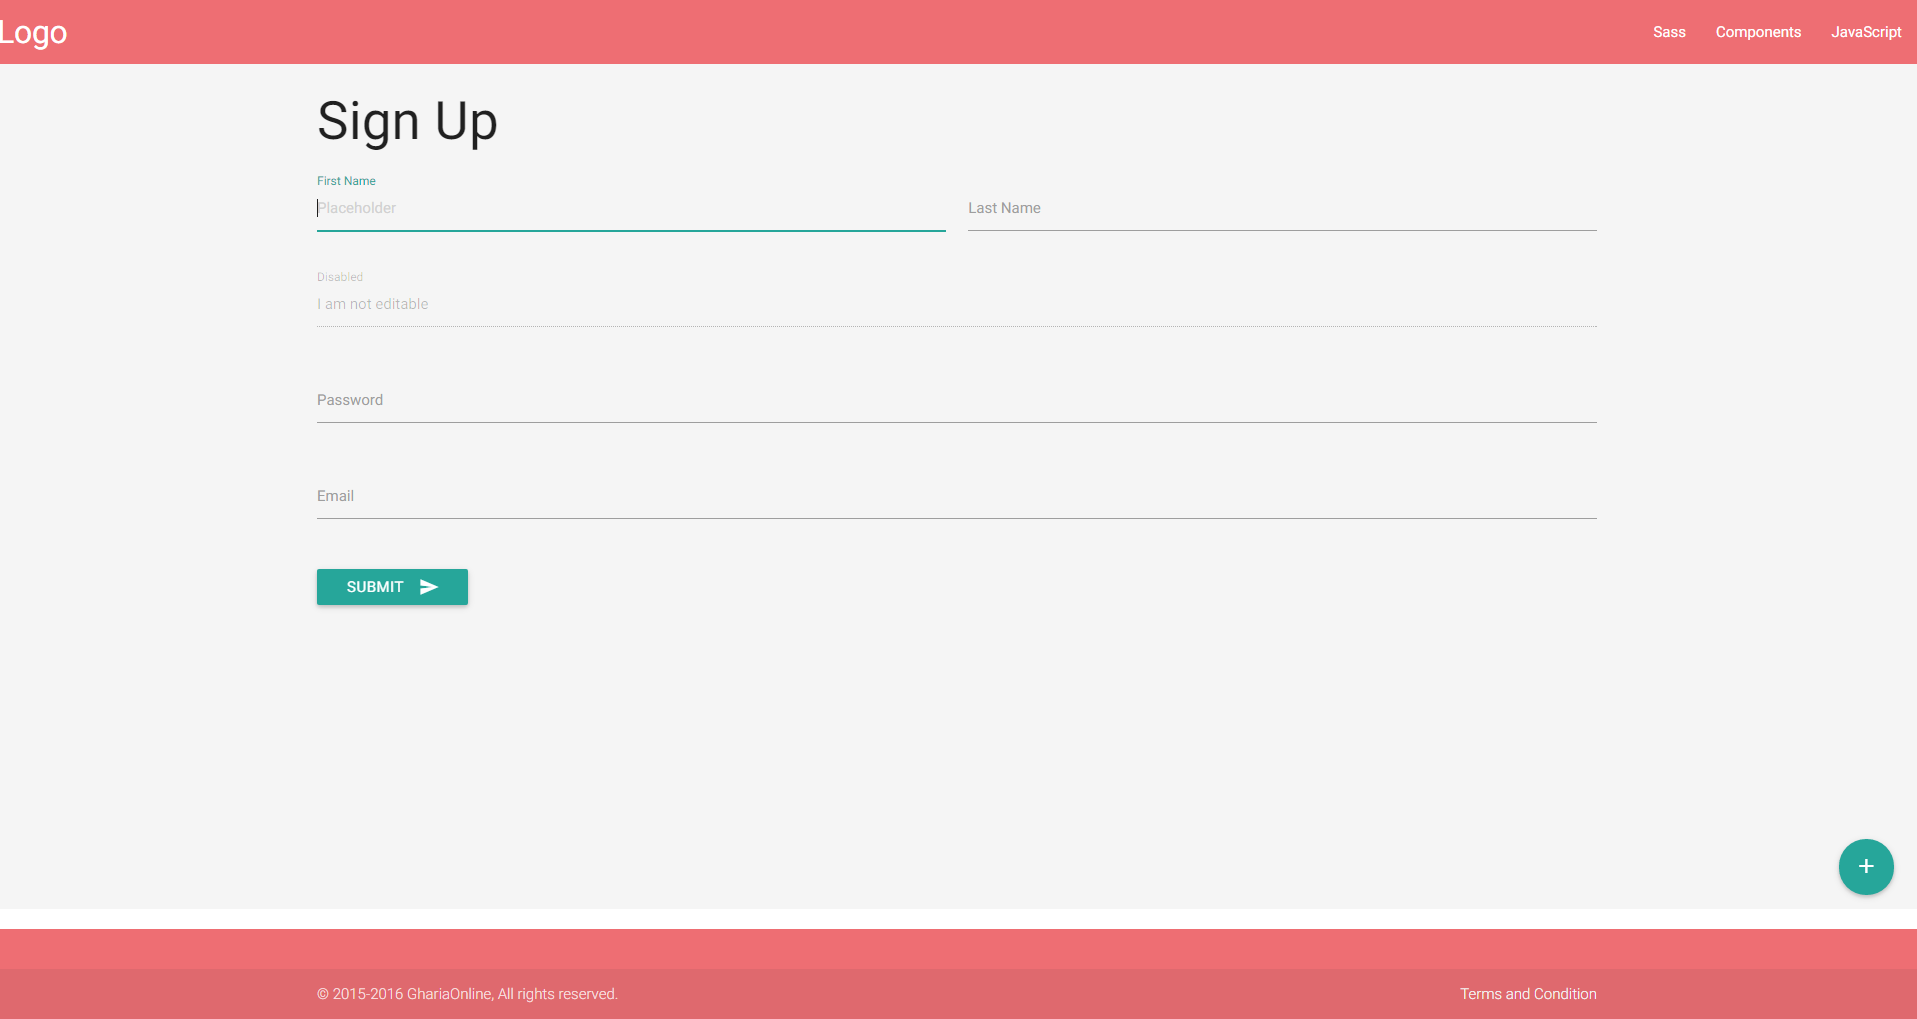 Logo
Sass Components JavaScript
Sign Up
First Name
Placeholder
Last Name
Disabled
I am not editable
Password
Email
SUBMIT
+
© 2015-2016 GhariaOnline, All rights reserved.
Terms and Condition